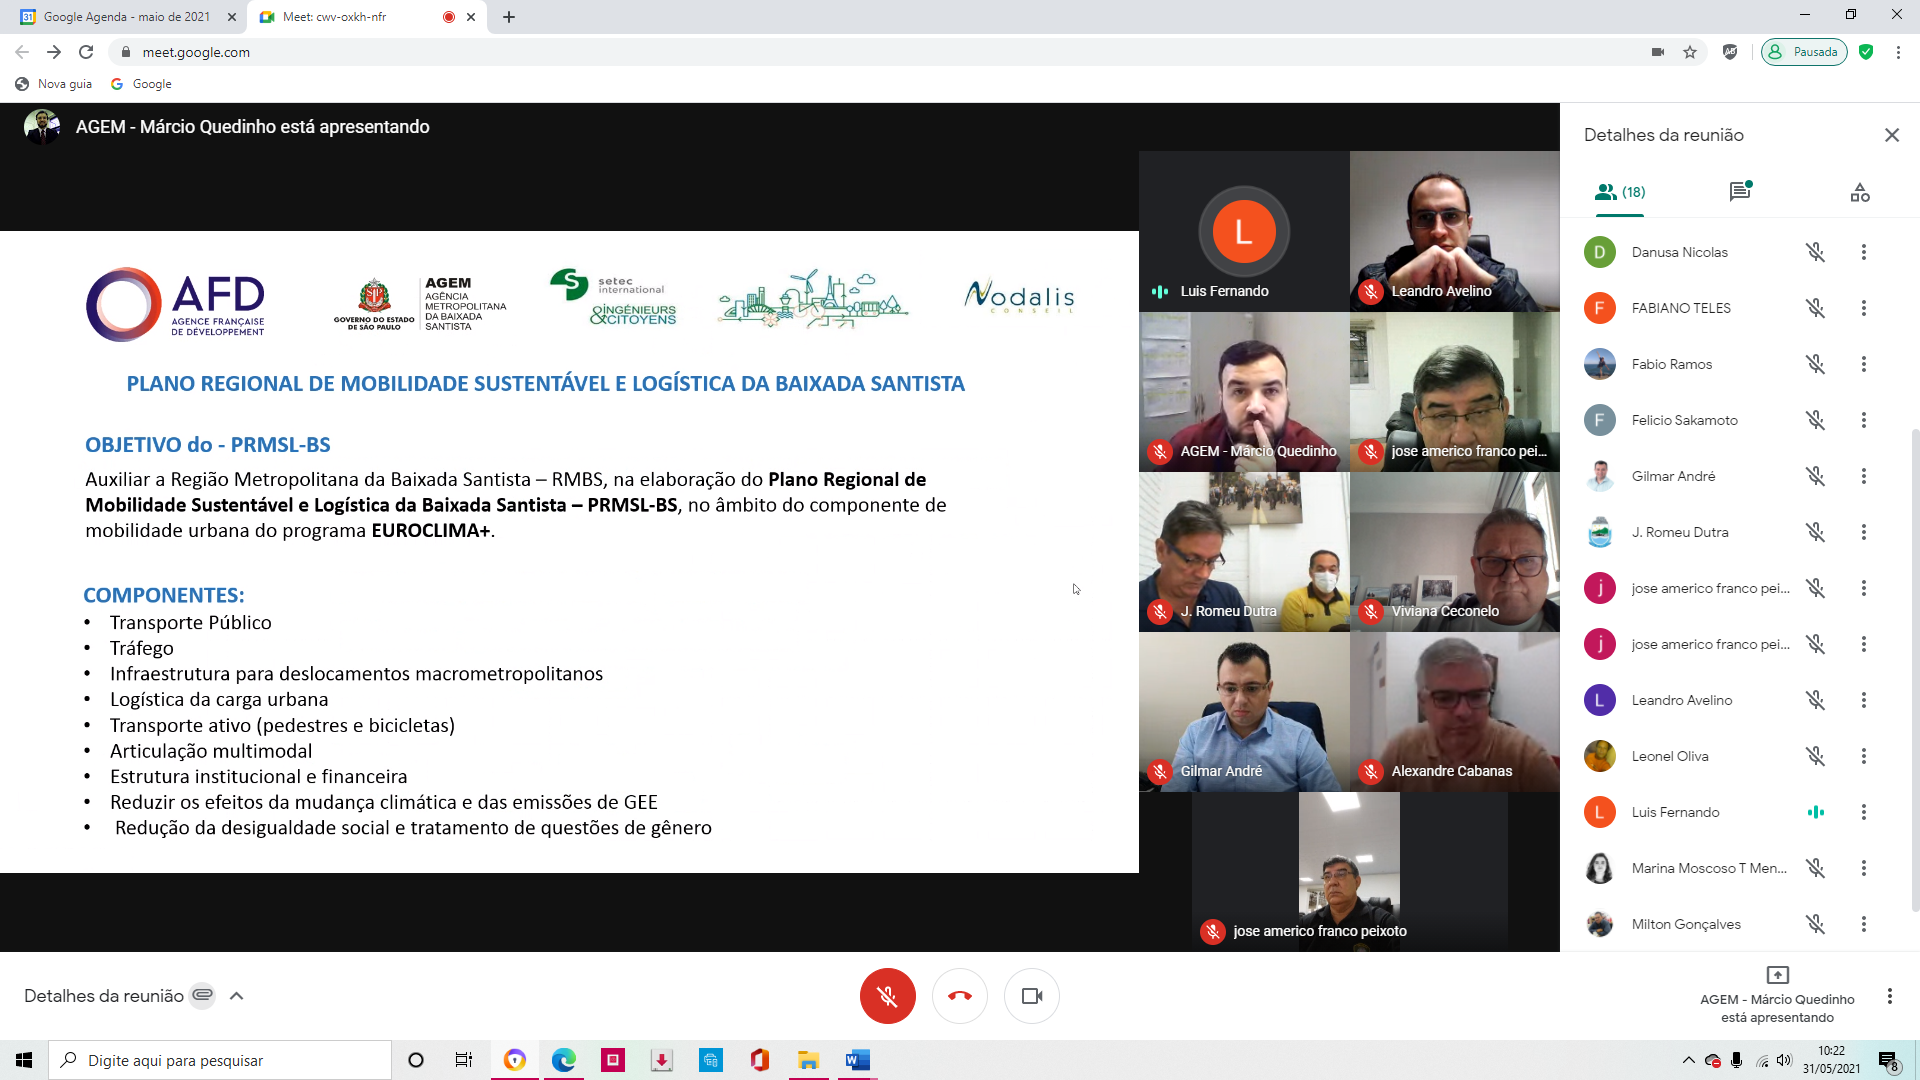 Google Agenda - maio de 2021
Meet: cwv-oxkh-nfr
meet.google.com
Pausada
Nova guia
Google
AGEM - Márcio Quedinho está apresentando
AFD
AGENCE FRANÇAISE
DE DÉVELOPPEMENT
GOVERNO DO ESTADO
DE SÃO PAULO
AGEM
AGÊNCIA
METROPOLITANA
DA BAIXADA
SANTISTA
setec
international
INGÉNIEURS
&CITOYENS
Nodalis
CONSEIL
PLANO REGIONAL DE MOBILIDADE SUSTENTÁVEL E LOGÍSTICA DA BAIXADA SANTISTA
OBJETIVO do - PRMSL-BS
Auxiliar a Região Metropolitana da Baixada Santista – RMBS, na elaboração do Plano Regional de
Mobilidade Sustentável e Logística da Baixada Santista – PRMSL-BS, no âmbito do componente de
mobilidade urbana do programa EUROCLIMA+.
COMPONENTES:
• Transporte Público
• Tráfego
• Infraestrutura para deslocamentos macrometropolitanos
• Logística da carga urbana
• Transporte ativo (pedestres e bicicletas)
• Articulação multimodal
• Estrutura institucional e financeira
• Reduzir os efeitos da mudança climática e das emissões de GEE
• Redução da desigualdade social e tratamento de questões de gênero
L
Luis Fernando
Leandro Avelino
AGEM - Márcio Quedinho
jose americo franco pei...
J. Romeu Dutra
Viviana Ceconelo
Gilmar André
Alexandre Cabanas
jose americo franco peixoto
Detalhes da reunião
(18)
D Danusa Nicolas
F FABIANO TELES
Fabio Ramos
F Felicio Sakamoto
Gilmar André
J. Romeu Dutra
j jose americo franco pei...
j jose americo franco pei...
L Leandro Avelino
Leonel Oliva
L Luis Fernando
Marina Moscoso T Men...
Milton Gonçalves
Detalhes da reunião
AGEM - Márcio Quedinho
está apresentando
Digite aqui para pesquisar
10:22
31/05/2021
8